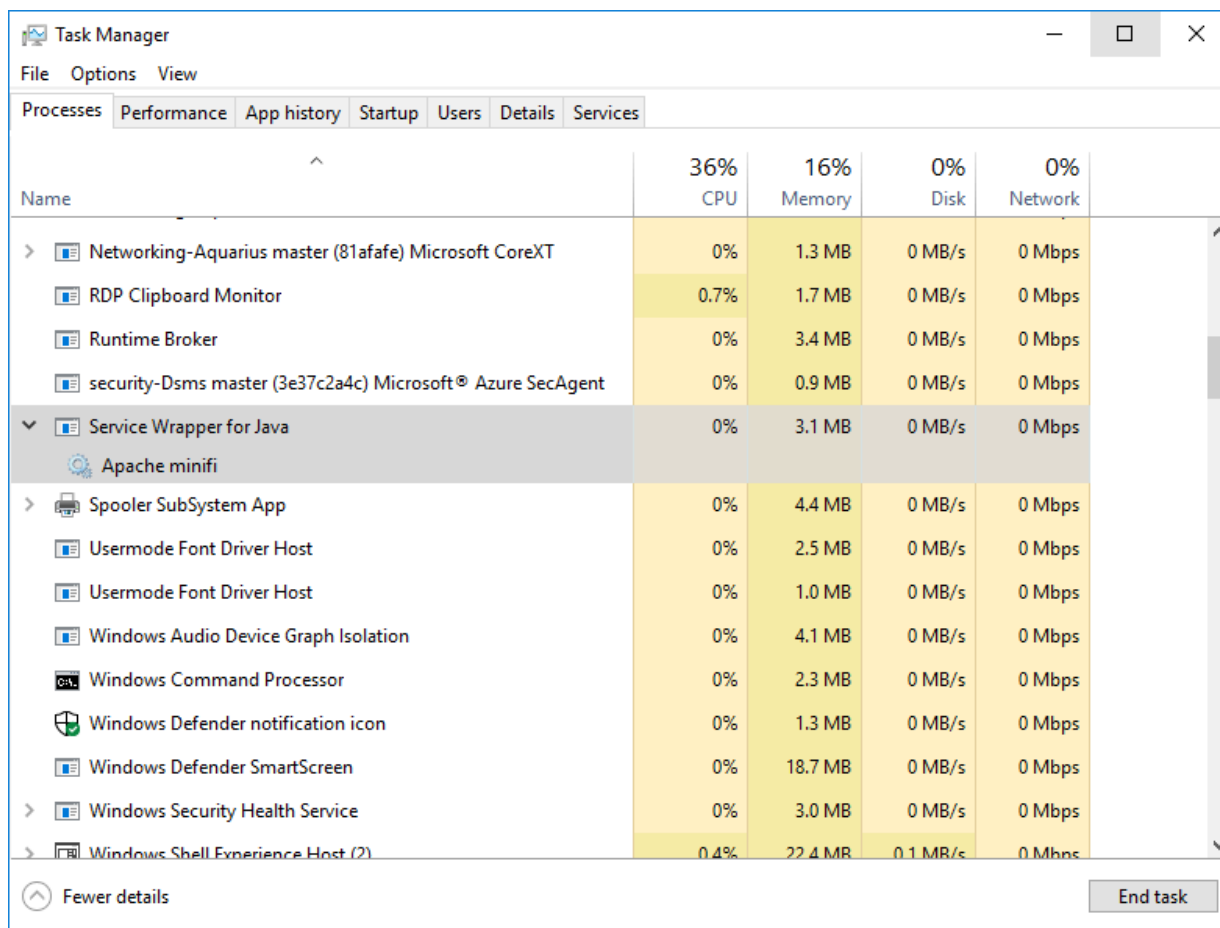 Task Manager
File Options View
Processes Performance App history Startup Users Details Services
36% 16% 0% 0%
Name CPU Memory Disk Network
Networking-Aquarius master (81afafe) Microsoft CoreXT 0% 1.3 MB 0 MB/s 0 Mbps
RDP Clipboard Monitor 0.7% 1.7 MB 0 MB/s 0 Mbps
Runtime Broker 0% 3.4 MB 0 MB/s 0 Mbps
security-Dsms master (3e37c2a4c) Microsoft® Azure SecAgent 0% 0.9 MB 0 MB/s 0 Mbps
Service Wrapper for Java 0% 3.1 MB 0 MB/s 0 Mbps
Apache minifi
Spooler SubSystem App 0% 4.4 MB 0 MB/s 0 Mbps
Usermode Font Driver Host 0% 2.5 MB 0 MB/s 0 Mbps
Usermode Font Driver Host 0% 1.0 MB 0 MB/s 0 Mbps
Windows Audio Device Graph Isolation 0% 4.1 MB 0 MB/s 0 Mbps
Windows Command Processor 0% 2.3 MB 0 MB/s 0 Mbps
Windows Defender notification icon 0% 1.3 MB 0 MB/s 0 Mbps
Windows Defender SmartScreen 0% 18.7 MB 0 MB/s 0 Mbps
Windows Security Health Service 0% 3.0 MB 0 MB/s 0 Mbps
Windows Shell Experience Host (2) 0.4% 22.4 MB 0.1 MB/s 0 Mbps
Fewer details End task